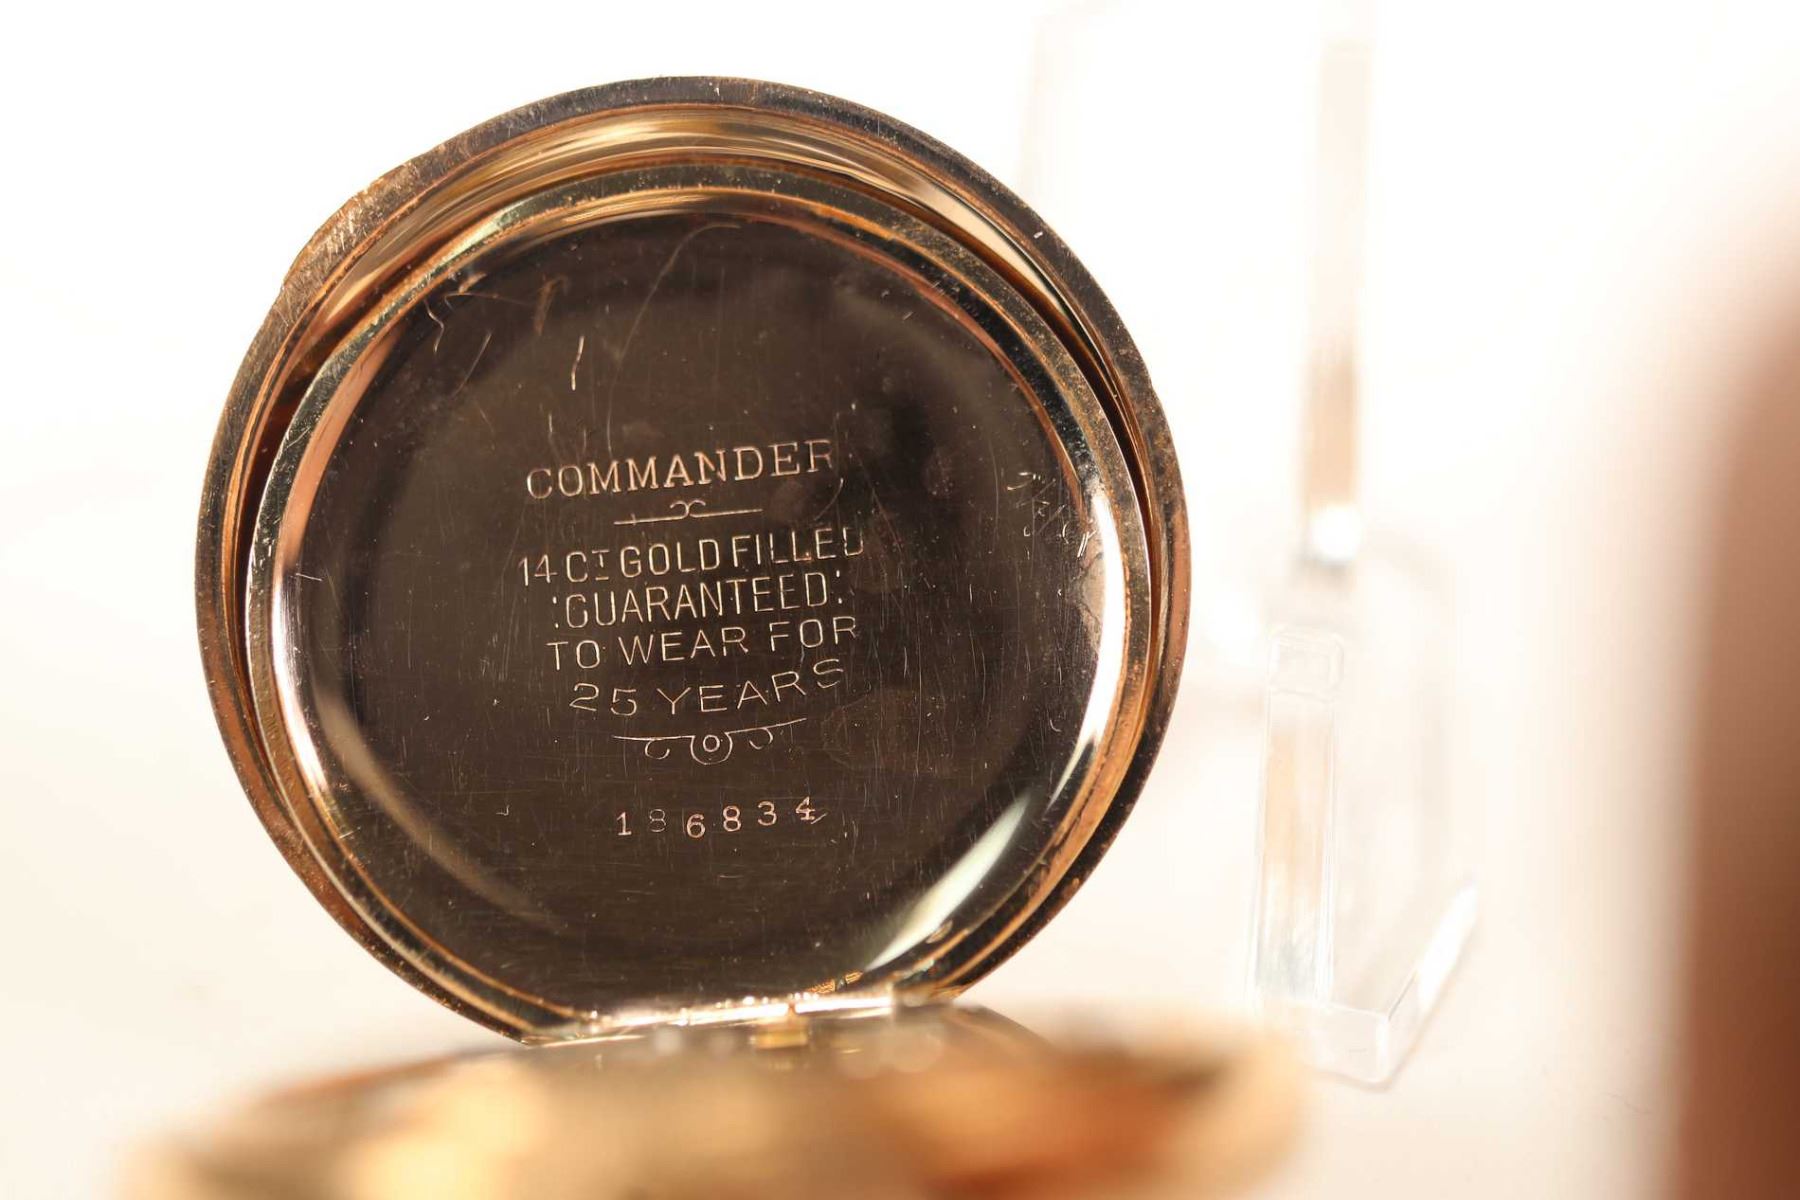 COMMANDER
14 CT GOLD FILLED
:GUARANTEED:
TO WEAR FOR
25 YEARS
186834